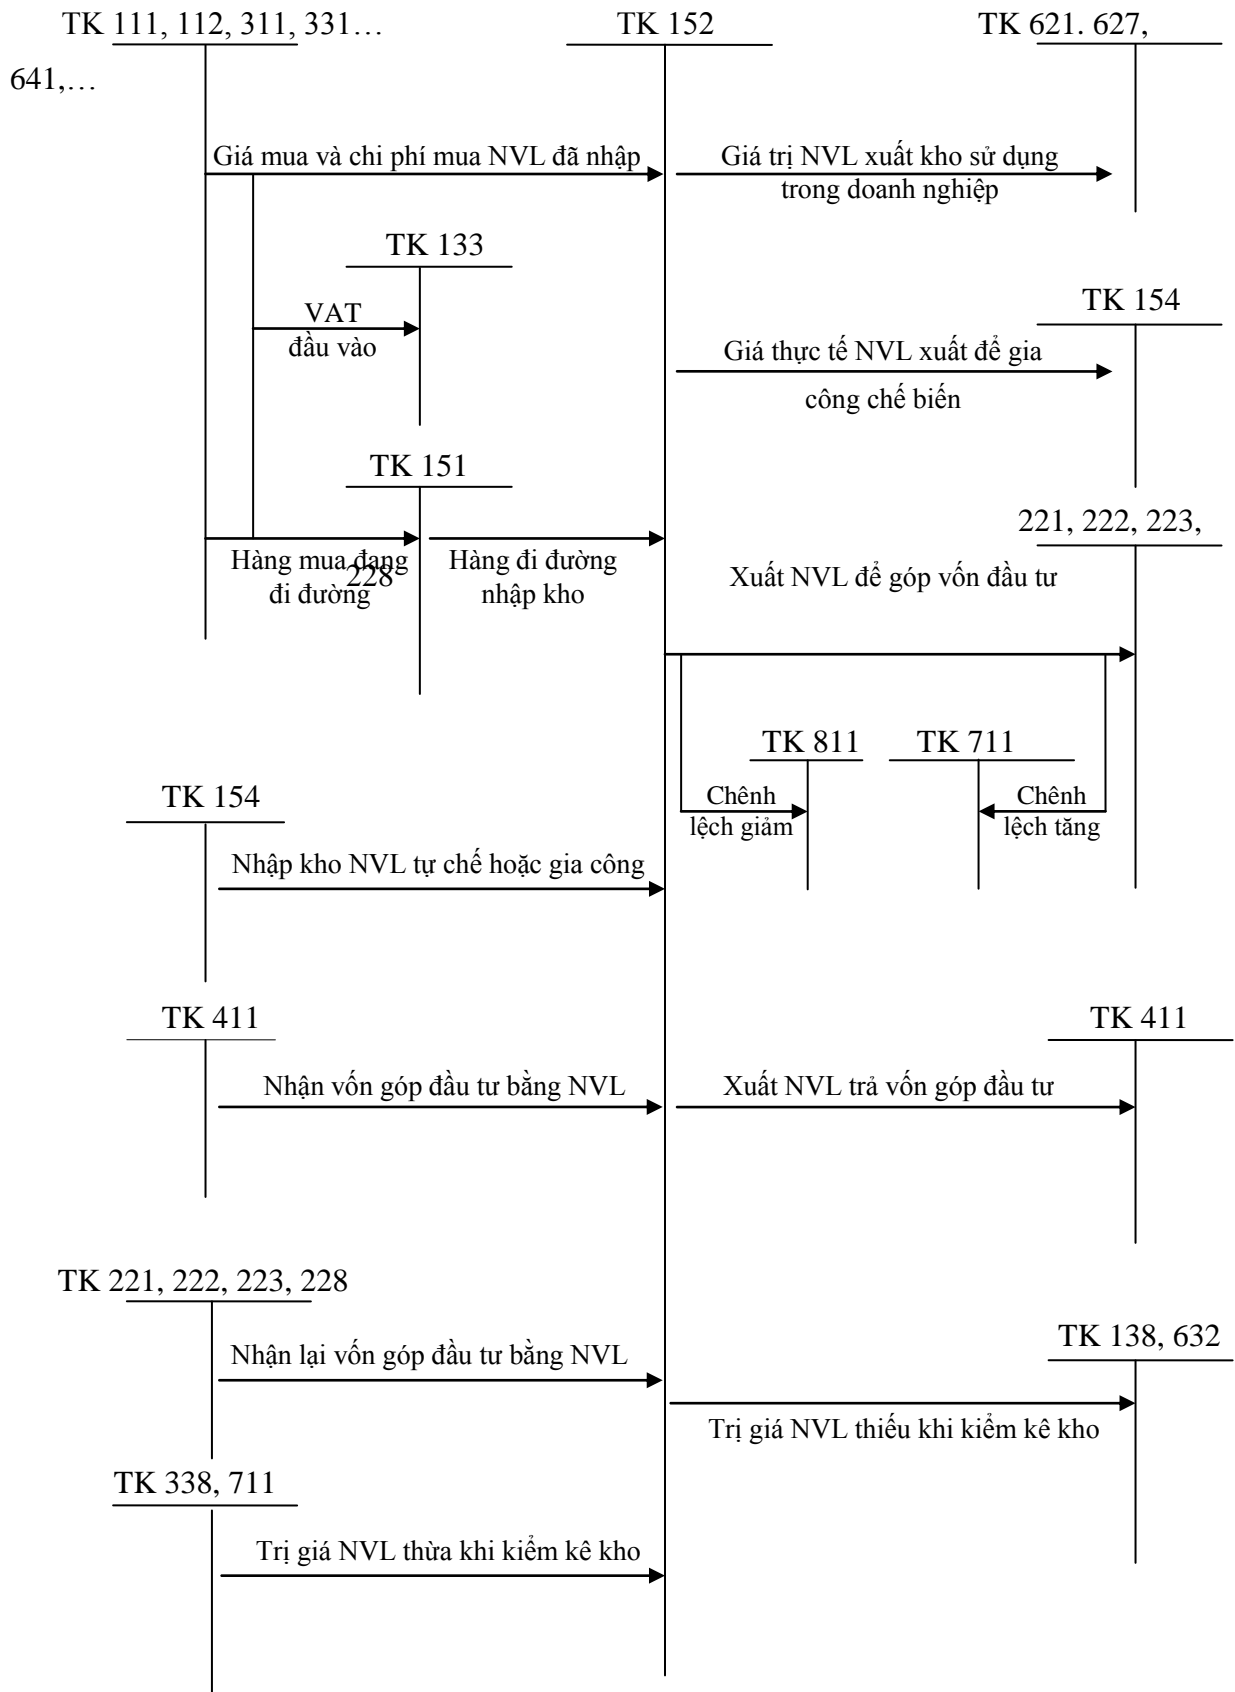 TK 111, 112, 311, 331…
TK 152
TK 621. 627,
641,…
Giá mua và chi phí mua NVL đã nhập
Giá trị NVL xuất kho sử dụng
trong doanh nghiệp
TK 133
VAT
đầu vào
TK 154
Giá thực tế NVL xuất để gia
công chế biến
TK 151
221, 222, 223,
228
Hàng mua đang
đi đường
Hàng đi đường
nhập kho
Xuất NVL để góp vốn đầu tư
TK 811
TK 711
Chênh
lệch giảm
Chênh
lệch tăng
TK 154
Nhập kho NVL tự chế hoặc gia công
TK 411
TK 411
Nhận vốn góp đầu tư bằng NVL
Xuất NVL trả vốn góp đầu tư
TK 221, 222, 223, 228
Nhận lại vốn góp đầu tư bằng NVL
TK 138, 632
Trị giá NVL thiếu khi kiểm kê kho
TK 338, 711
Trị giá NVL thừa khi kiểm kê kho